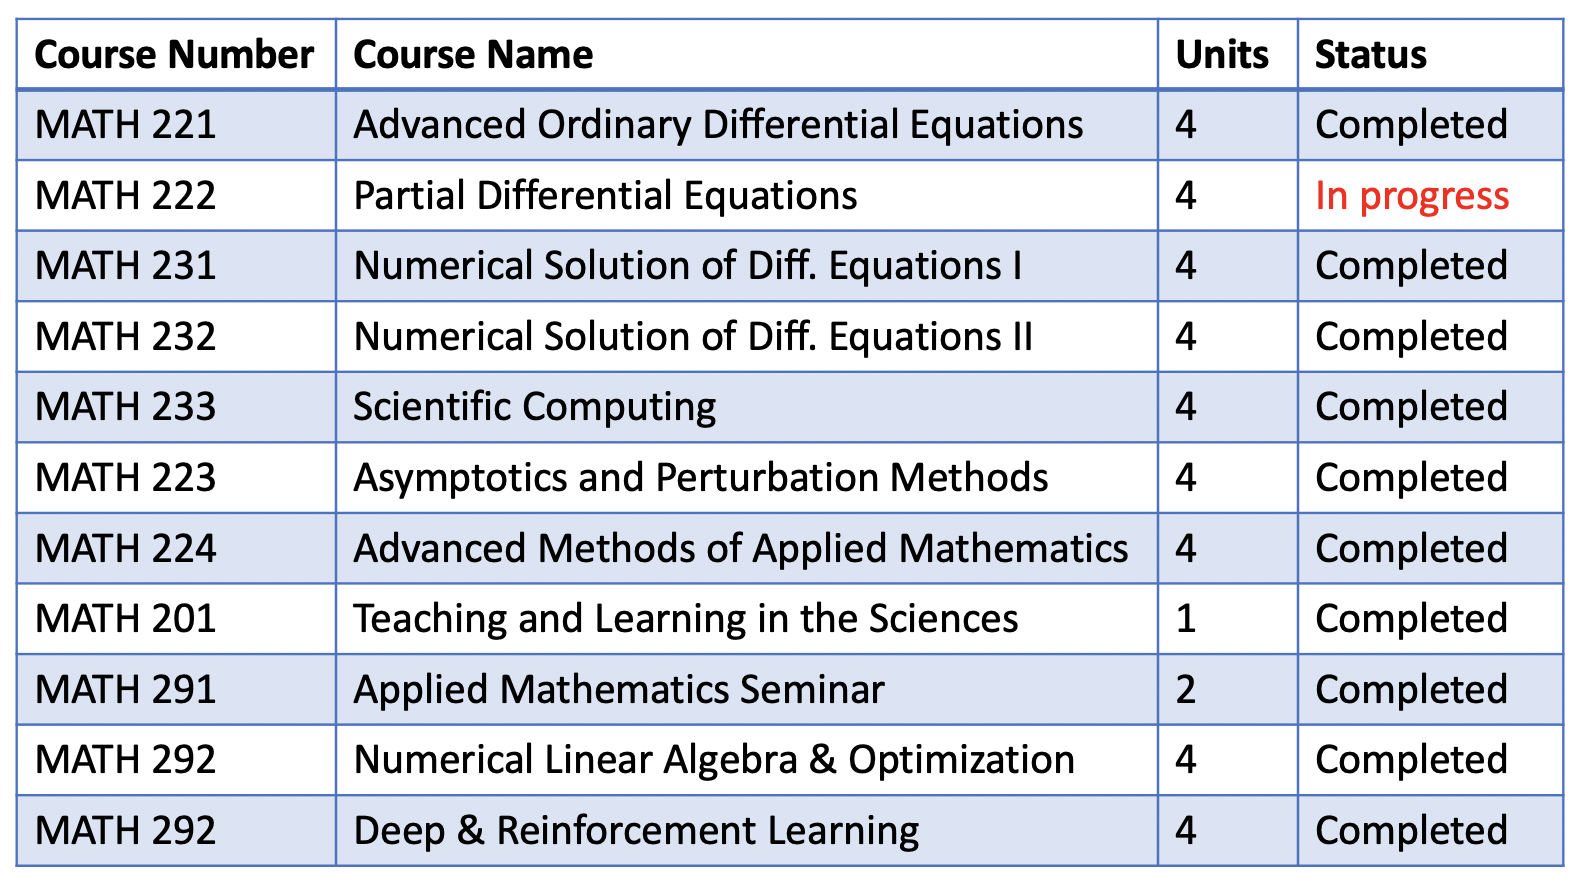 Course Number Course Name Units Status
MATH 221 Advanced Ordinary Differential Equations 4 Completed
MATH 222 Partial Differential Equations 4 In progress
MATH 231 Numerical Solution of Diff. Equations I 4 Completed
MATH 232 Numerical Solution of Diff. Equations II 4 Completed
MATH 233 Scientific Computing 4 Completed
MATH 223 Asymptotics and Perturbation Methods 4 Completed
MATH 224 Advanced Methods of Applied Mathematics 4 Completed
MATH 201 Teaching and Learning in the Sciences 1 Completed
MATH 291 Applied Mathematics Seminar 2 Completed
MATH 292 Numerical Linear Algebra & Optimization 4 Completed
MATH 292 Deep & Reinforcement Learning 4 Completed